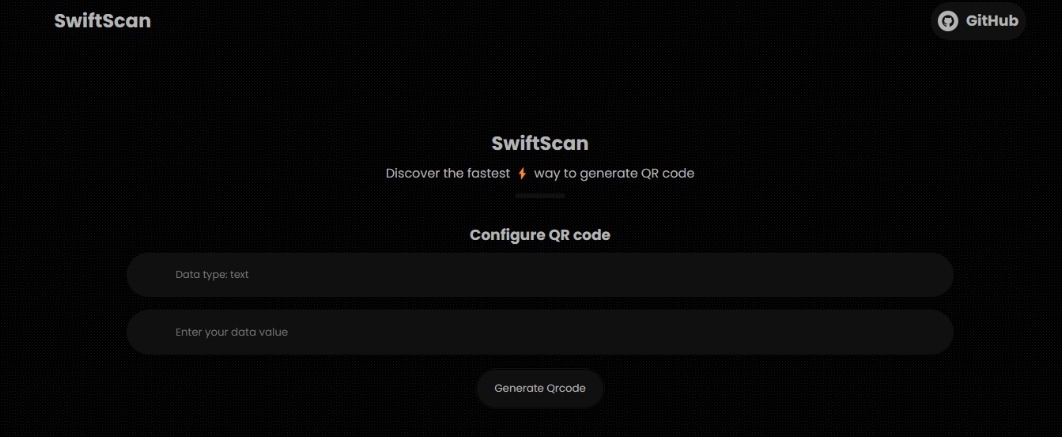 SwiftScan
GitHub
SwiftScan
Discover the fastest ⚡ way to generate QR code
Configure QR code
Data type: text
Enter your data value
Generate Qrcode